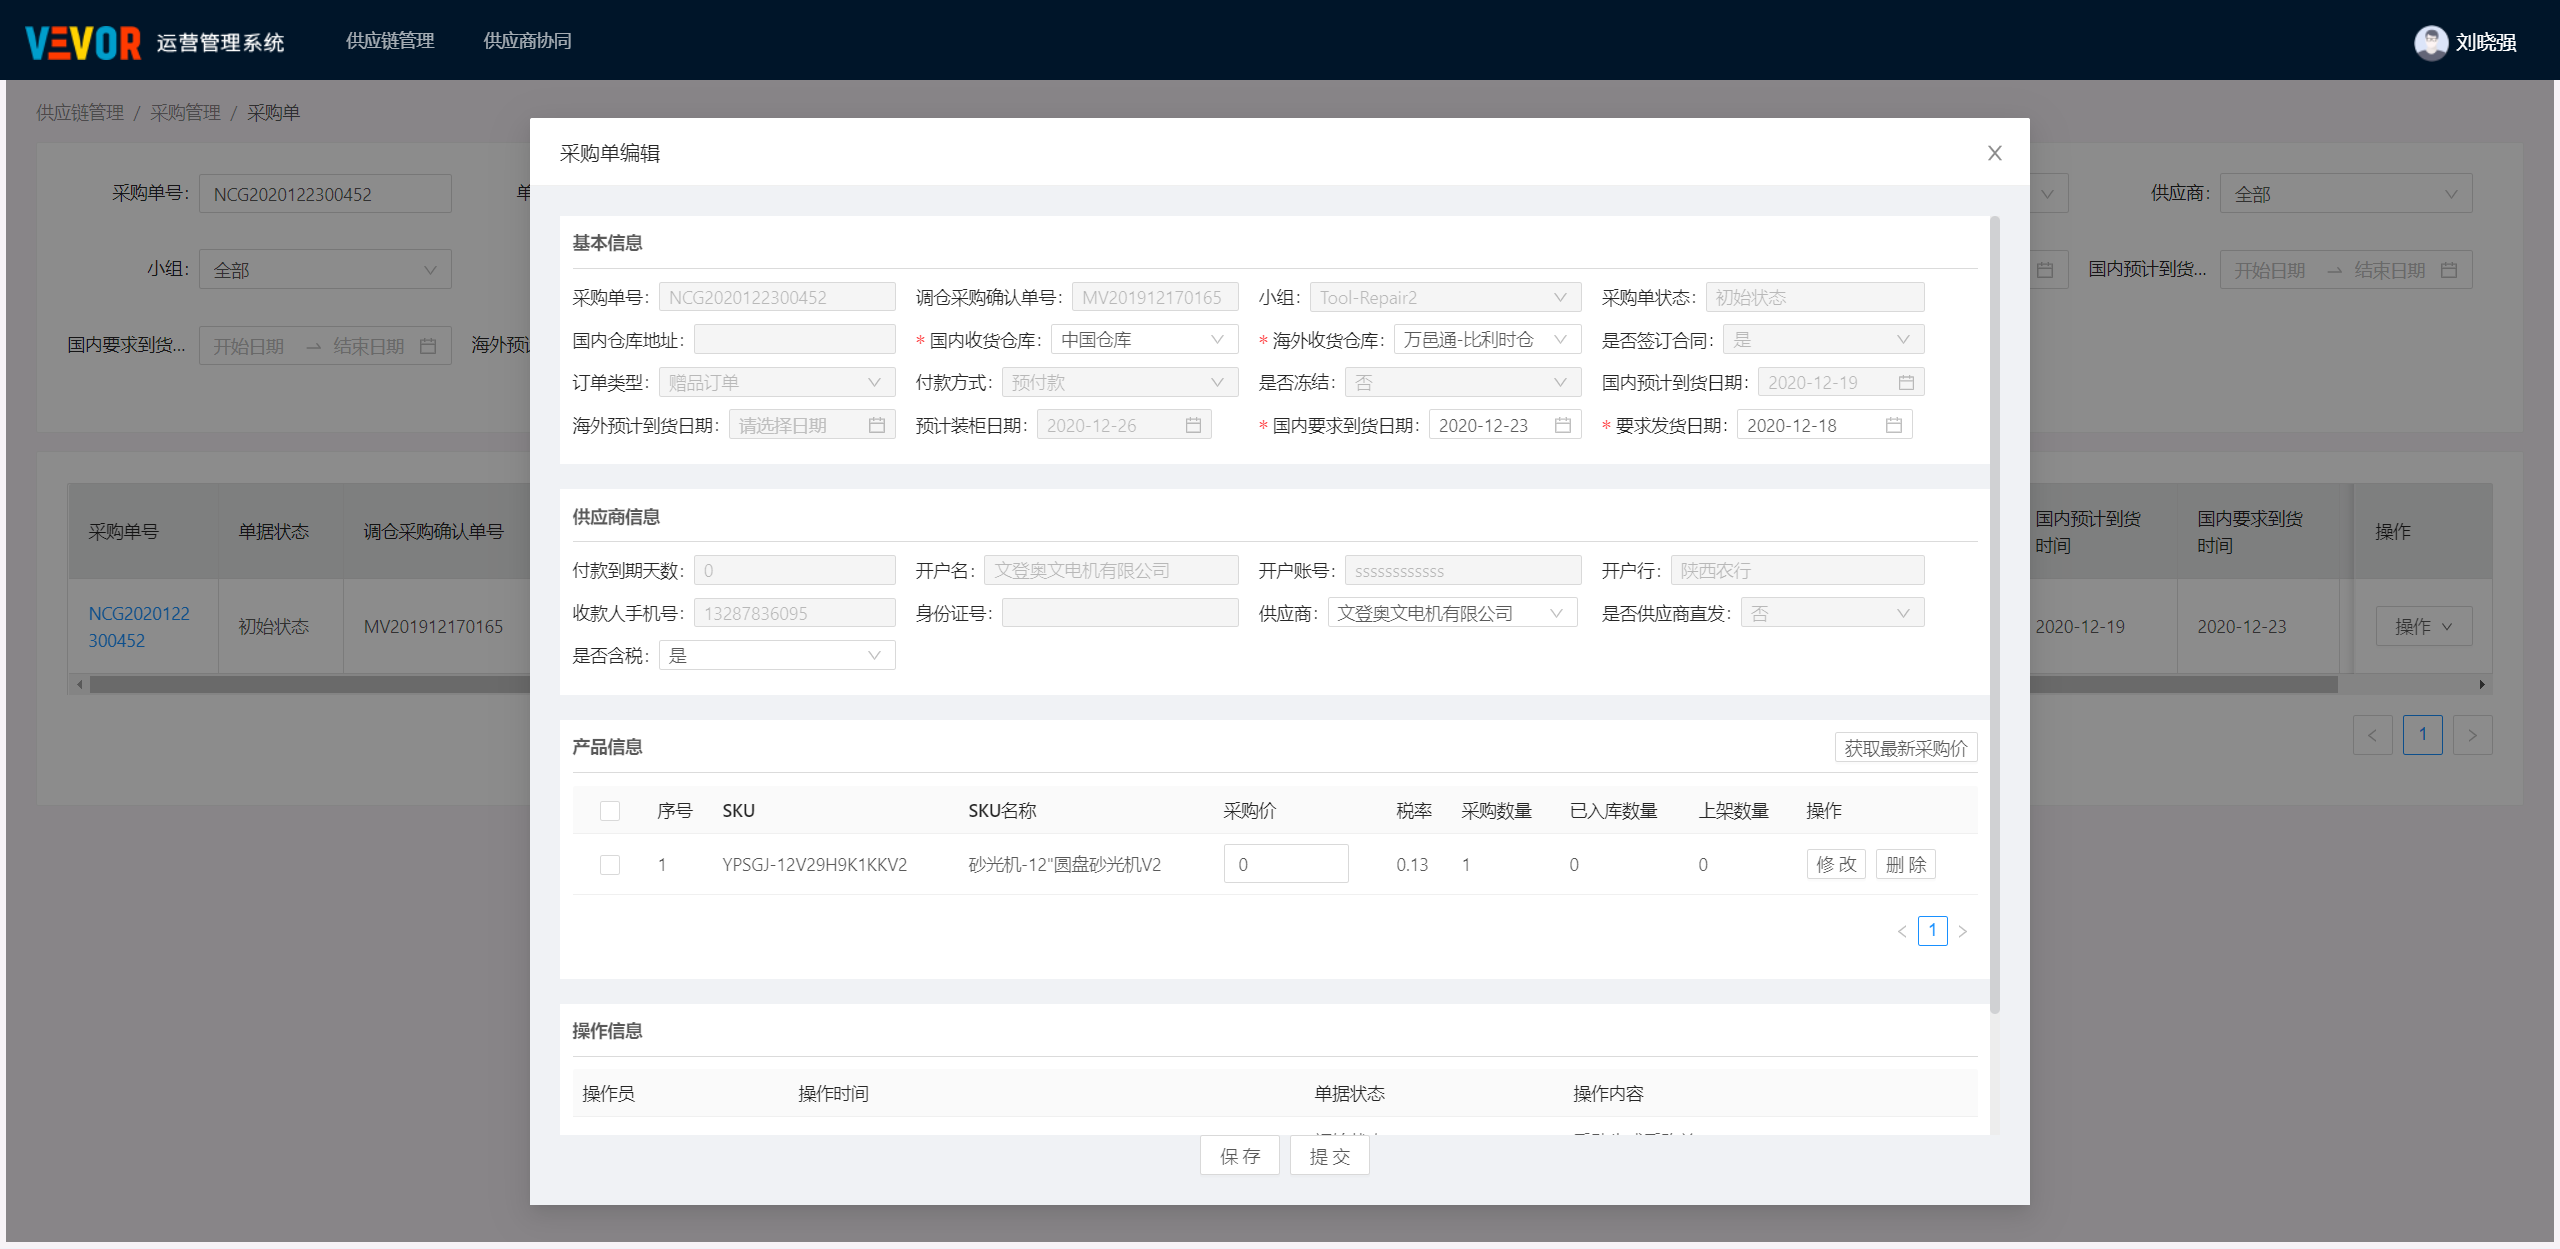 VEVOR 运营管理系统 供应链管理 供应商协同 刘晓强
供应链管理 / 采购管理 / 采购单
采购单号: NCG2020122300452 单
供应商: 全部
小组: 全部
国内预计到货... 开始日期 → 结束日期
国内要求到货... 开始日期 → 结束日期 海外预
采购单号 单据状态 调仓采购确认单号 国内预计到货时间 国内要求到货时间 操作
NCG2020122300452 初始状态 MV201912170165 2020-12-19 2020-12-23 操作
1
采购单编辑
基本信息
采购单号: NCG2020122300452 调仓采购确认单号: MV201912170165 小组: Tool-Repair2 采购单状态: 初始状态
国内仓库地址: * 国内收货仓库: 中国仓库 * 海外收货仓库: 万邑通-比利时仓 是否签订合同: 是
订单类型: 赠品订单 付款方式: 预付款 是否冻结: 否 国内预计到货日期: 2020-12-19
海外预计到货日期: 请选择日期 预计装柜日期: 2020-12-26 * 国内要求到货日期: 2020-12-23 * 要求发货日期: 2020-12-18
供应商信息
付款到期天数: 0 开户名: 文登奥文电机有限公司 开户账号: ssssssssssss 开户行: 陕西农行
收款人手机号: 13287836095 身份证号: 供应商: 文登奥文电机有限公司 是否供应商直发: 否
是否含税: 是
产品信息 获取最新采购价
序号 SKU SKU名称 采购价 税率 采购数量 已入库数量 上架数量 操作
1 YPSGJ-12V29H9K1KKV2 砂光机-12"圆盘砂光机V2 0 0.13 1 0 0 修改 删除
< 1 >
操作信息
操作员 操作时间 单据状态 操作内容
保存 提交